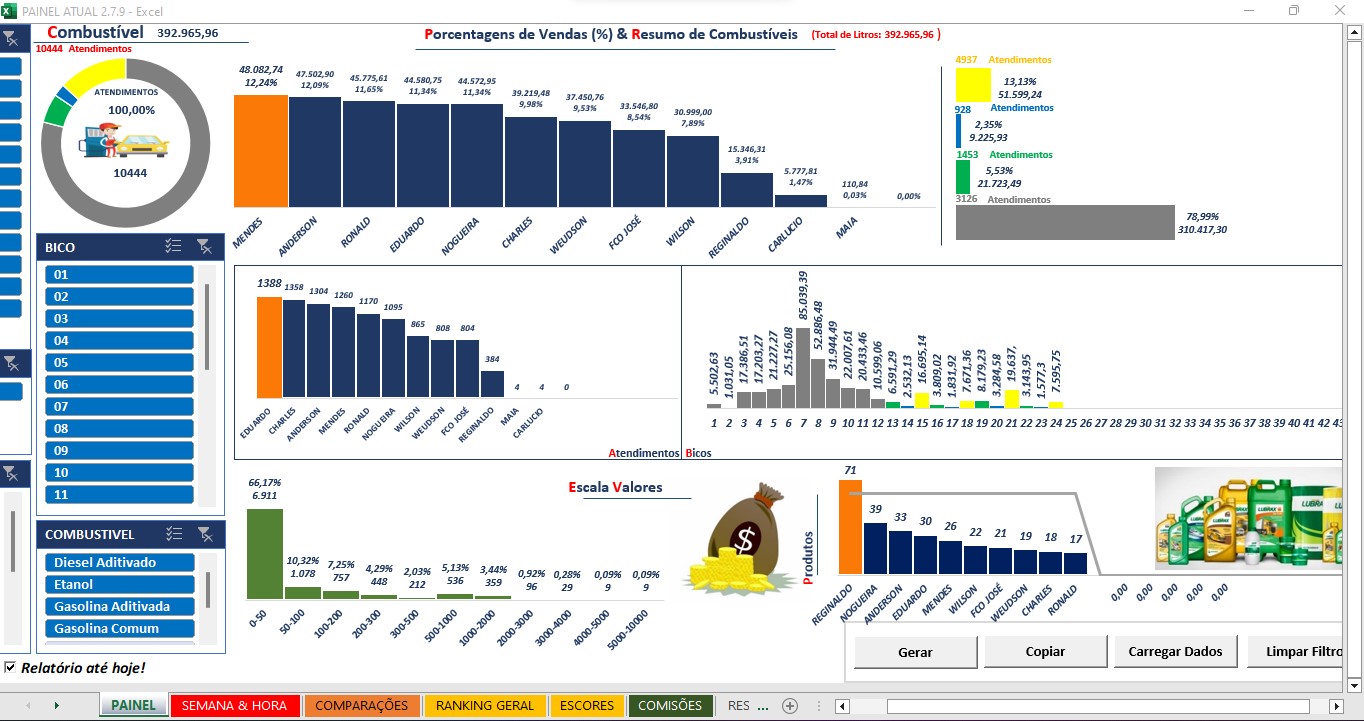 PAINEL ATUAL 2.7.9 - Excel
Combustível 392.965,96
10444 Atendimentos
ATENDIMENTOS
100,00%
10444
Porcentagens de Vendas (%) & Resumo de Combustíveis (Total de Litros: 392.965,96 )
48.082,74 47.502,90 45.775,61 44.580,75 44.572,95 39.219,48 37.450,76 33.546,80 30.999,00 15.346,31 5.777,81 110,84
12,24% 12,09% 11,65% 11,34% 11,34% 9,98% 9,53% 8,54% 7,89% 3,91% 1,47% 0,03% 0,00%
MENDES ANDERSON RONALD EDUARDO NOGUEIRA CHARLES WEUDSON FCO JOSÉ WILSON REGINALDO CARLUCIO MAIA
4937 Atendimentos
13,13%
51.599,24
928 Atendimentos
2,35%
9.225,93
1453 Atendimentos
5,53%
21.723,49
3126 Atendimentos
78,99%
310.417,30
BICO
01
02
03
04
05
06
07
08
09
10
11
1388 1358 1304 1260 1170 1095 865 808 804 384 4 4 0
EDUARDO CHARLES ANDERSON MENDES RONALD NOGUEIRA WILSON WEUDSON FCO JOSÉ REGINALDO MAIA CARLUCIO
Atendimentos
5.502,63 1.031,05 17.386,51 17.203,27 21.227,27 25.156,08 85.039,39 52.886,48 31.944,49 22.007,61 20.433,46 10.599,06 6.591,29 2.532,13 16.695,14 3.809,02 1.831,92 7.671,36 8.179,23 3.284,58 19.637, 3.143,95 1.577,3 7.595,75
1 2 3 4 5 6 7 8 9 10 11 12 13 14 15 16 17 18 19 20 21 22 23 24 25 26 27 28 29 30 31 32 33 34 35 36 37 38 39 40 41 42 43
Bicos
COMBUSTIVEL
Diesel Aditivado
Etanol
Gasolina Aditivada
Gasolina Comum
Escala Valores
66,17% 10,32% 7,25% 4,29% 2,03% 5,13% 3,44% 0,92% 0,28% 0,09% 0,09%
6.911 1.078 757 448 212 536 359 96 29 9 9
0-50 50-100 100-200 200-300 300-500 500-1000 1000-2000 2000-3000 3000-4000 4000-5000 5000-10000
$
Produtos
71 39 33 30 26 22 21 19 18 17
REGINALDO NOGUEIRA ANDERSON EDUARDO MENDES WILSON FCO JOSÉ WEUDSON CHARLES RONALD 0,00 0,00 0,00 0,00 0,00
LUBRAX LUBRAX LUBRAX
Gerar Copiar Carregar Dados Limpar Filtro
Relatório até hoje!
PAINEL SEMANA & HORA COMPARAÇÕES RANKING GERAL ESCORES COMISÕES RES ...